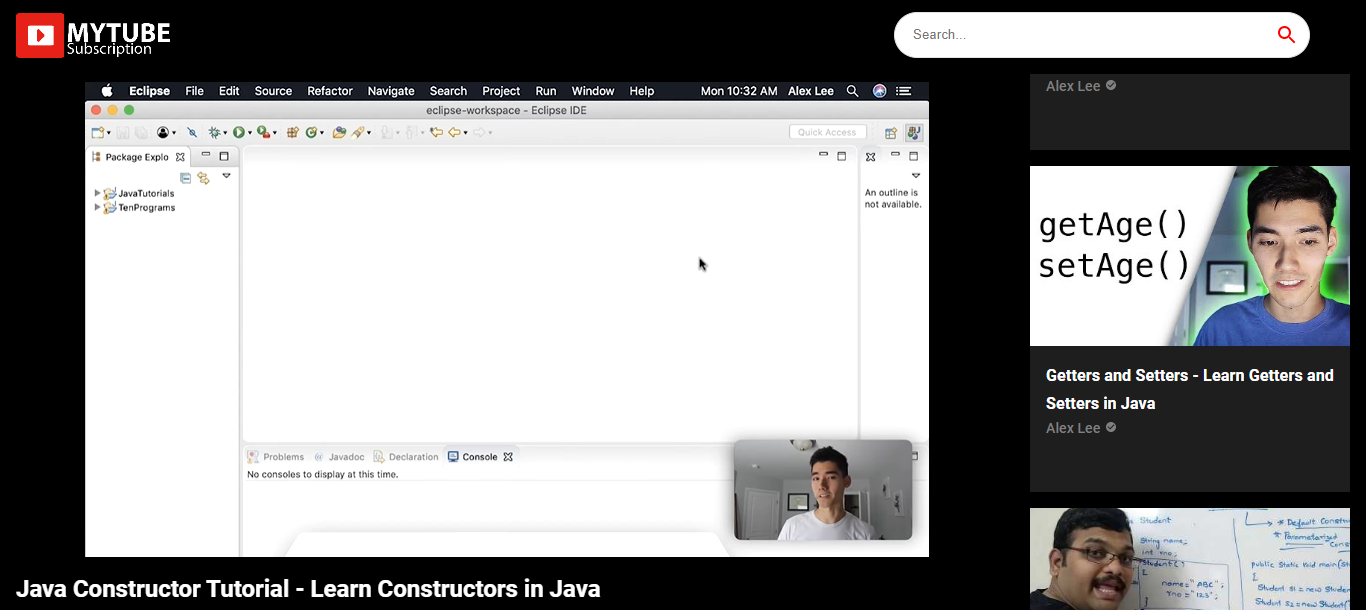 MYTUBE
Subscription
Search...
Eclipse File Edit Source Refactor Navigate Search Project Run Window Help Mon 10:32 AM Alex Lee
eclipse-workspace - Eclipse IDE
Quick Access
Package Explo
JavaTutorials
TenPrograms
An outline is
not available.
Problems Javadoc Declaration Console
No consoles to display at this time.
Java Constructor Tutorial - Learn Constructors in Java
Alex Lee
getAge()
setAge()
Getters and Setters - Learn Getters and
Setters in Java
Alex Lee
Student
String name;
int rno;
Student()
{
name="ABC";
rno="123";
* Default Constr
* Parametarized
Cons
public static void main(St
{
Student S1=new Studen
Student S2=new Student(